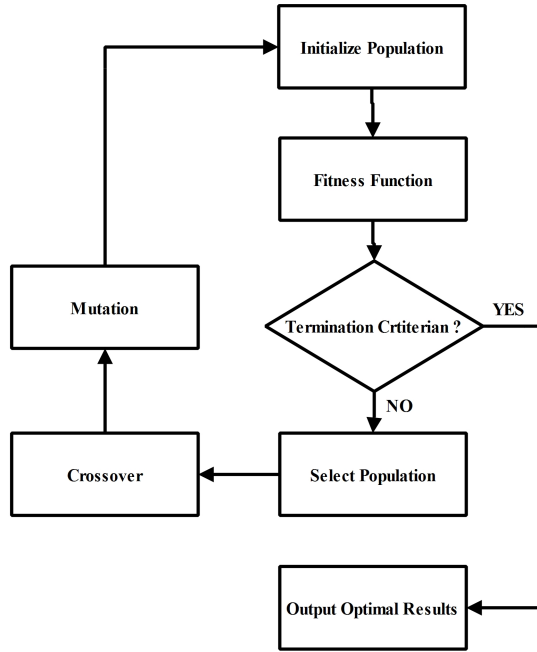 Initialize Population
Fitness Function
Mutation
Termination Crtiterian ?
YES
NO
Crossover
Select Population
Output Optimal Results